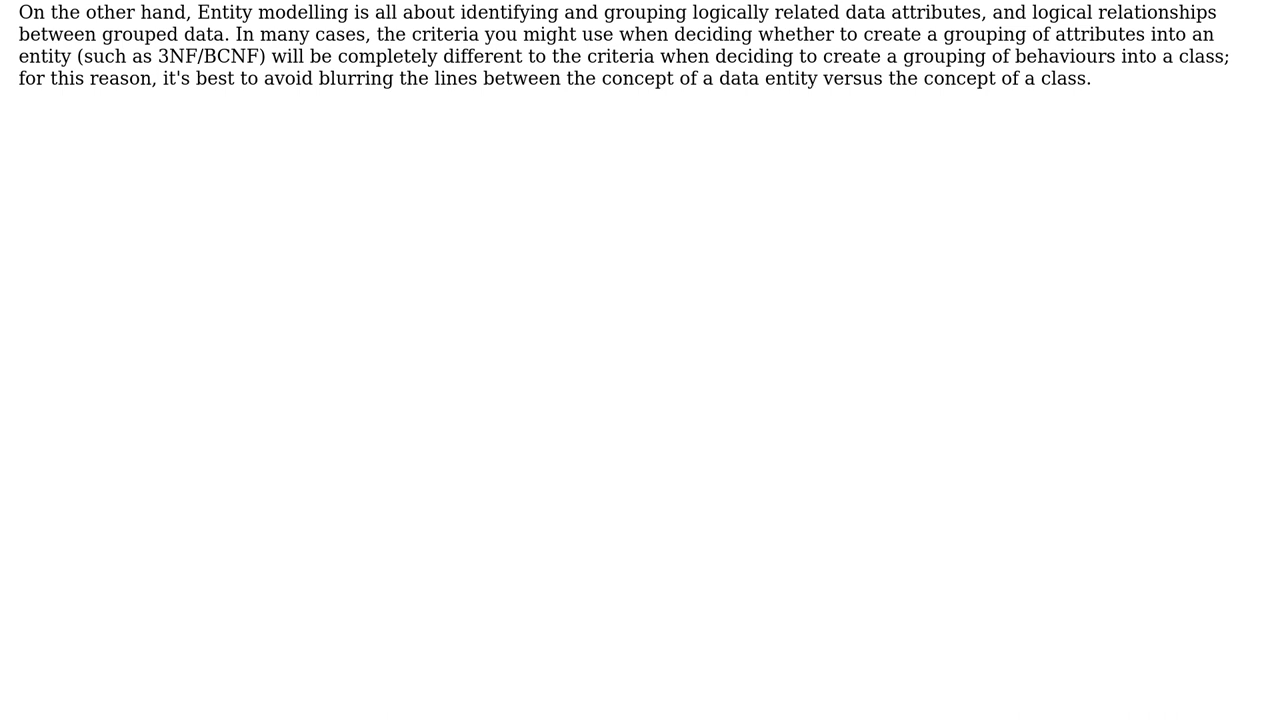 On the other hand, Entity modelling is all about identifying and grouping logically related data attributes, and logical relationships
between grouped data. In many cases, the criteria you might use when deciding whether to create a grouping of attributes into an
entity (such as 3NF/BCNF) will be completely different to the criteria when deciding to create a grouping of behaviours into a class;
for this reason, it's best to avoid blurring the lines between the concept of a data entity versus the concept of a class.